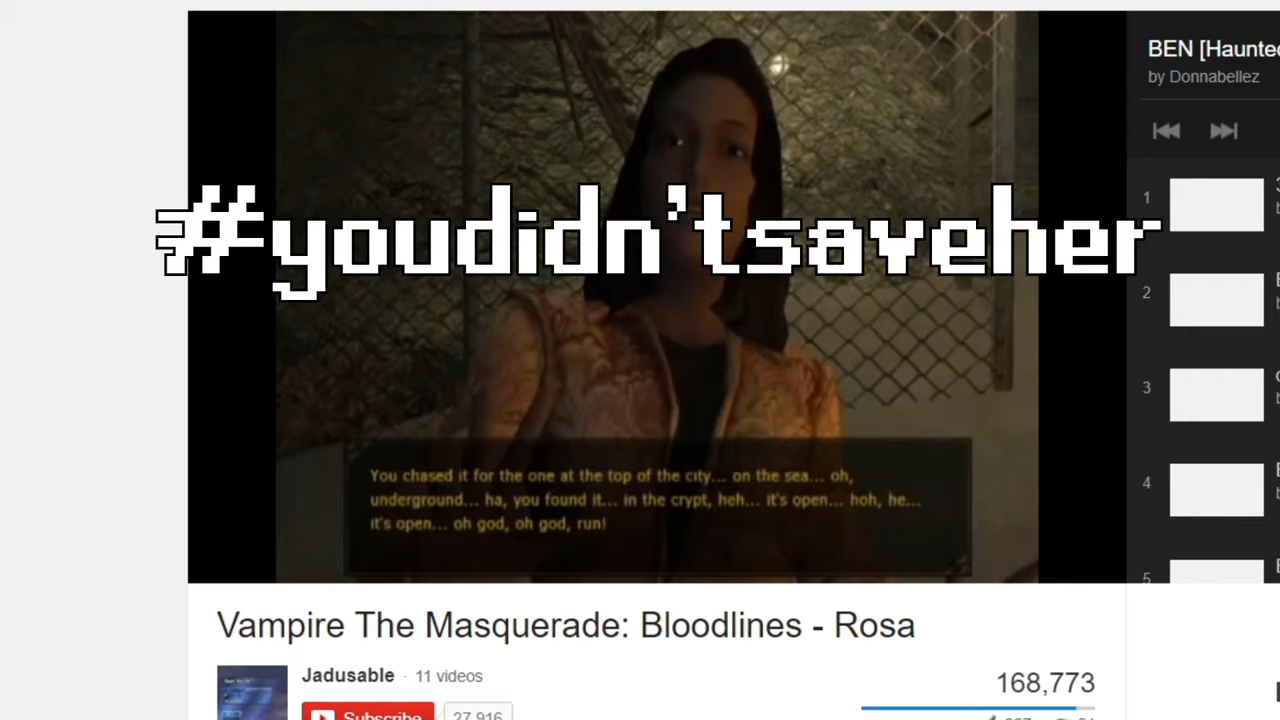 BEN [Haunted
by Donnabellez
#youdidn'tsaveher
1
2
3
4
5
You chased it for the one at the top of the city... on the sea... oh,
underground... ha, you found it... in the crypt, heh... it's open... hoh, he...
it's open... oh god, oh god, run!
Vampire The Masquerade: Bloodlines - Rosa
Jadusable · 11 videos
168,773
Subscribe
27,916